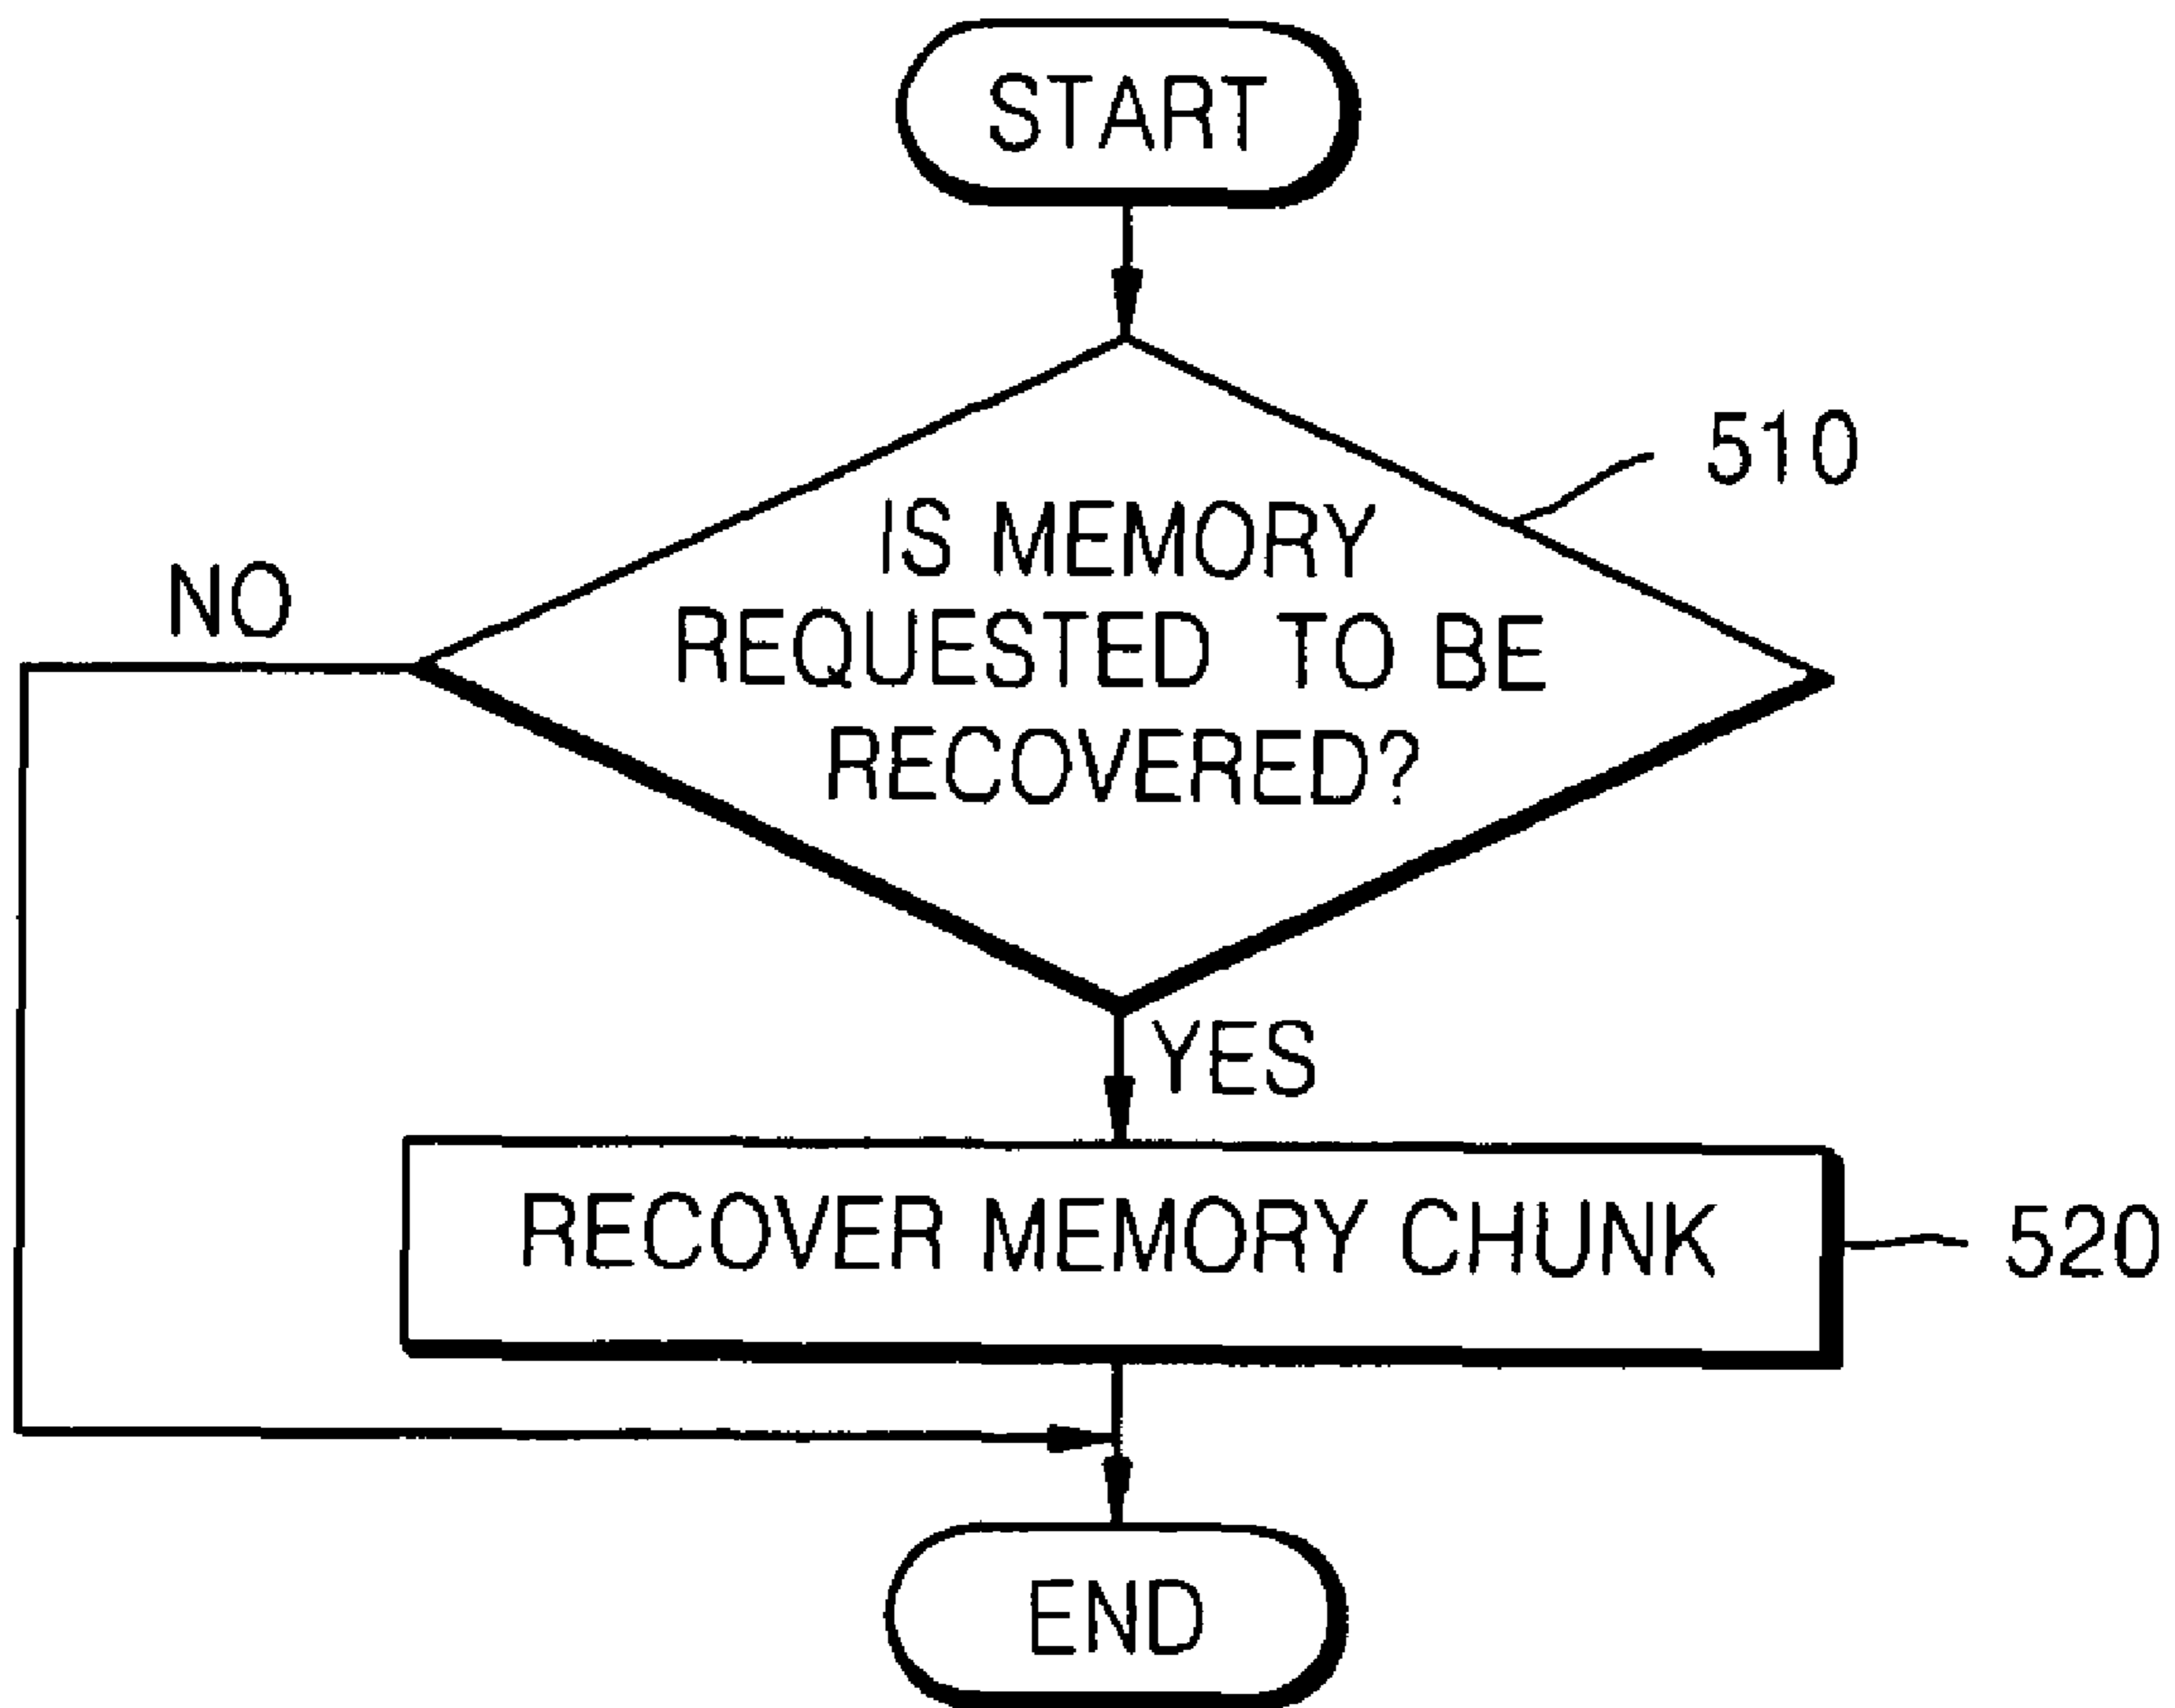 START
510
IS MEMORY
REQUESTED TO BE
RECOVERED?
NO
YES
RECOVER MEMORY CHUNK
520
END